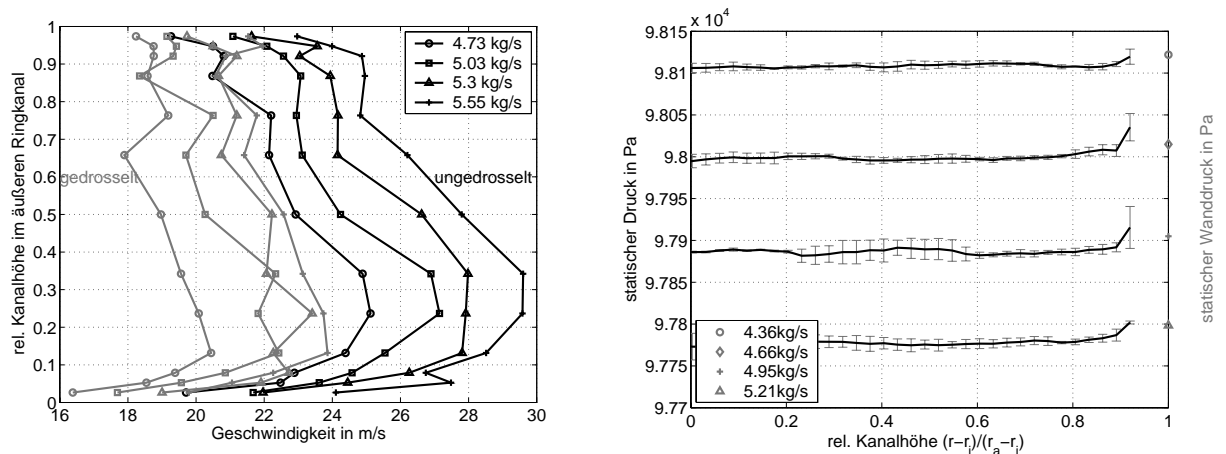 1
0.9
0.8
0.7
0.6
0.5
0.4
0.3
0.2
0.1
0
rel. Kanalhöhe im äußeren Ringkanal
gedrosselt
ungedrosselt
4.73 kg/s
5.03 kg/s
5.3 kg/s
5.55 kg/s
16 18 20 22 24 26 28 30
Geschwindigkeit in m/s
x 10⁴
9.815
9.81
9.805
9.8
9.795
9.79
9.785
9.78
9.775
9.77
statischer Druck in Pa
4.36kg/s
4.66kg/s
4.95kg/s
5.21kg/s
0 0.2 0.4 0.6 0.8 1
rel. Kanalhöhe (r−rᵢ)/(rₐ−rᵢ)
statischer Wanddruck in Pa